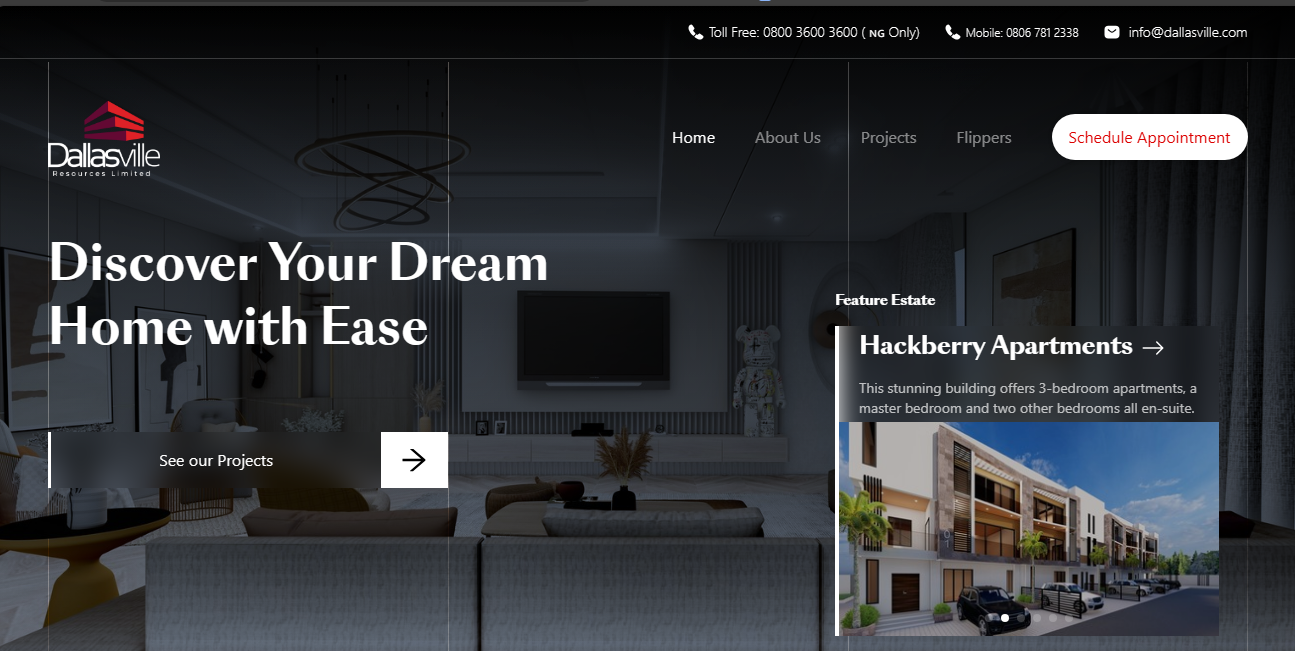 Toll Free: 0800 3600 3600 ( NG Only)
Mobile: 0806 781 2338
info@dallasville.com
Dallasville
Resources Limited
Home
About Us
Projects
Flippers
Schedule Appointment
Discover Your Dream
Home with Ease
See our Projects
Feature Estate
Hackberry Apartments
This stunning building offers 3-bedroom apartments, a
master bedroom and two other bedrooms all en-suite.